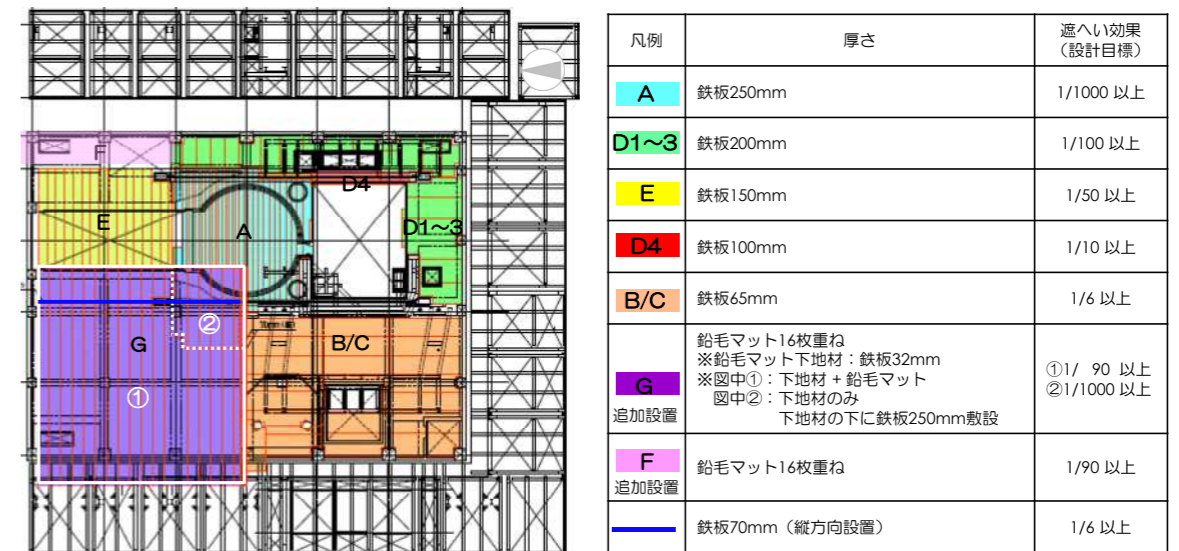 F
D4
E
A
D1~3
②
G
B/C
①
凡例
厚さ
遮へい効果
（設計目標）
A
鉄板250mm
1/1000 以上
D1~3
鉄板200mm
1/100 以上
E
鉄板150mm
1/50 以上
D4
鉄板100mm
1/10 以上
B/C
鉄板65mm
1/6 以上
G
追加設置
鉛毛マット16枚重ね
※鉛毛マット下地材：鉄板32mm
※図中①：下地材 + 鉛毛マット
図中②：下地材のみ
下地材の下に鉄板250mm敷設
①1/ 90 以上
②1/1000 以上
F
追加設置
鉛毛マット16枚重ね
1/90 以上
鉄板70mm（縦方向設置）
1/6 以上